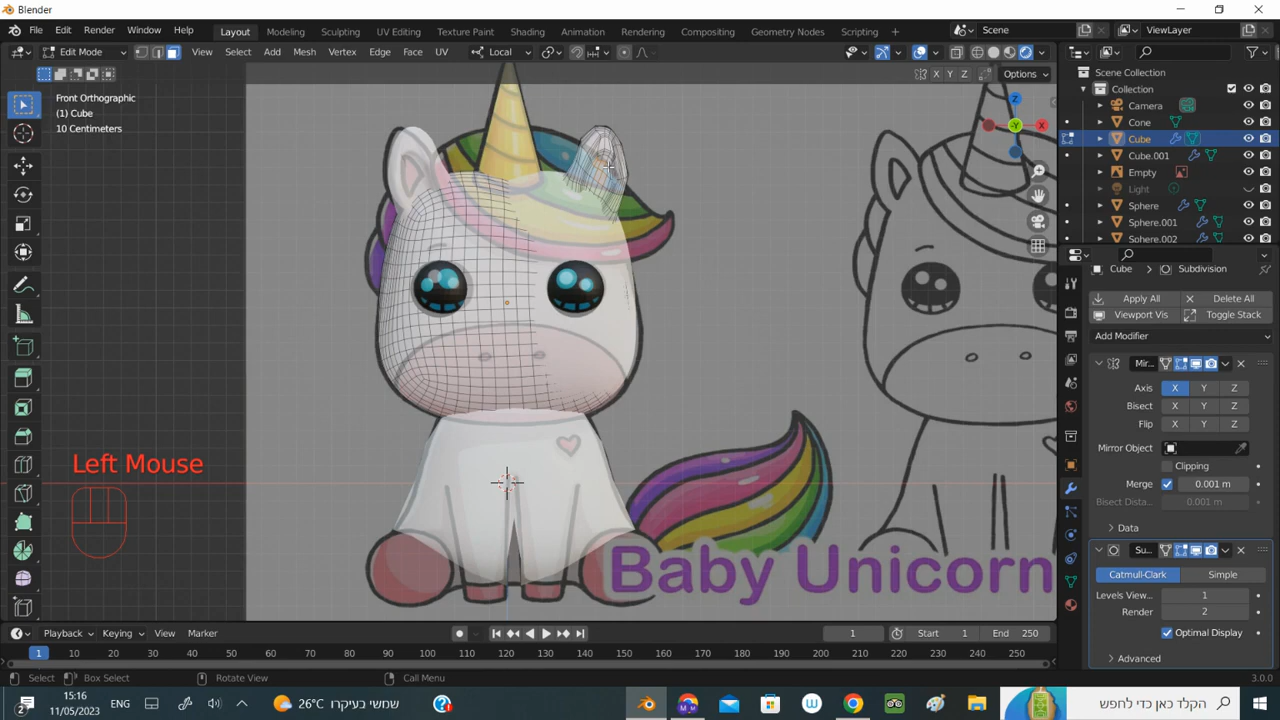 Blender
File Edit Render Window Help Layout Modeling Sculpting UV Editing Texture Paint Shading Animation Rendering Compositing Geometry Nodes Scripting Scene ViewLayer
Edit Mode View Select Add Mesh Vertex Edge Face UV Local
X Y Z Options
Front Orthographic
(1) Cube
10 Centimeters
Left Mouse
Baby Unicorn
Z
-Y X
Scene Collection
Collection
Camera
Cone
Cube
Cube.001
Empty
Light
Sphere
Sphere.001
Sphere.002
Cube Subdivision
Apply All Delete All
Viewport Vis Toggle Stack
Add Modifier
Mir...
Axis X Y Z
Bisect X Y Z
Flip X Y Z
Mirror Object
Clipping
Merge 0.001 m
Bisect Dista... 0.001 m
Data
Su...
Catmull-Clark Simple
Levels View... 1
Render 2
Optimal Display
Advanced
Playback Keying View Marker 1 Start 1 End 250
1 10 20 30 40 50 60 70 80 90 100 110 120 130 140 150 160 170 180 190 200 210 220 230 240 250
Select Box Select Rotate View Call Menu 3.0.0
2 15:16 11/05/2023 ENG 26°C שמשי בעיקרו הקלד כאן כדי לחפש